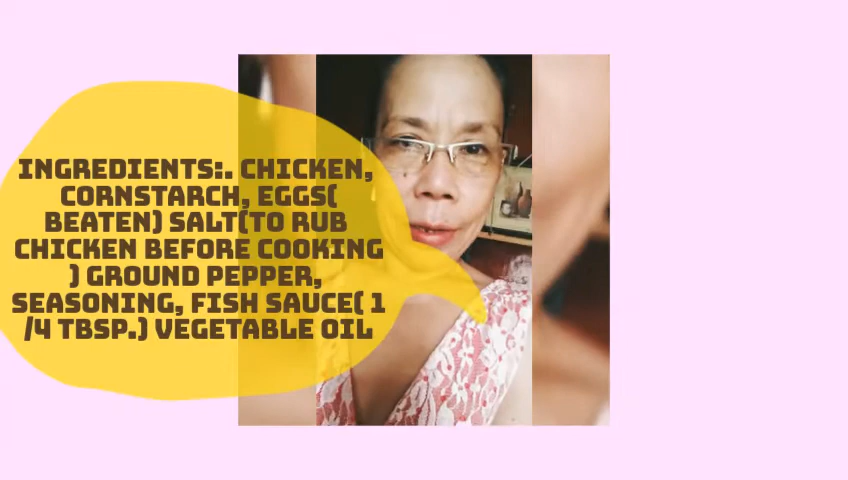 INGREDIENTS:. CHICKEN,
CORNSTARCH, EGGS(
BEATEN) SALT(TO RUB
CHICKEN BEFORE COOKING
) GROUND PEPPER,
SEASONING, FISH SAUCE( 1
/4 TBSP.) VEGETABLE OIL